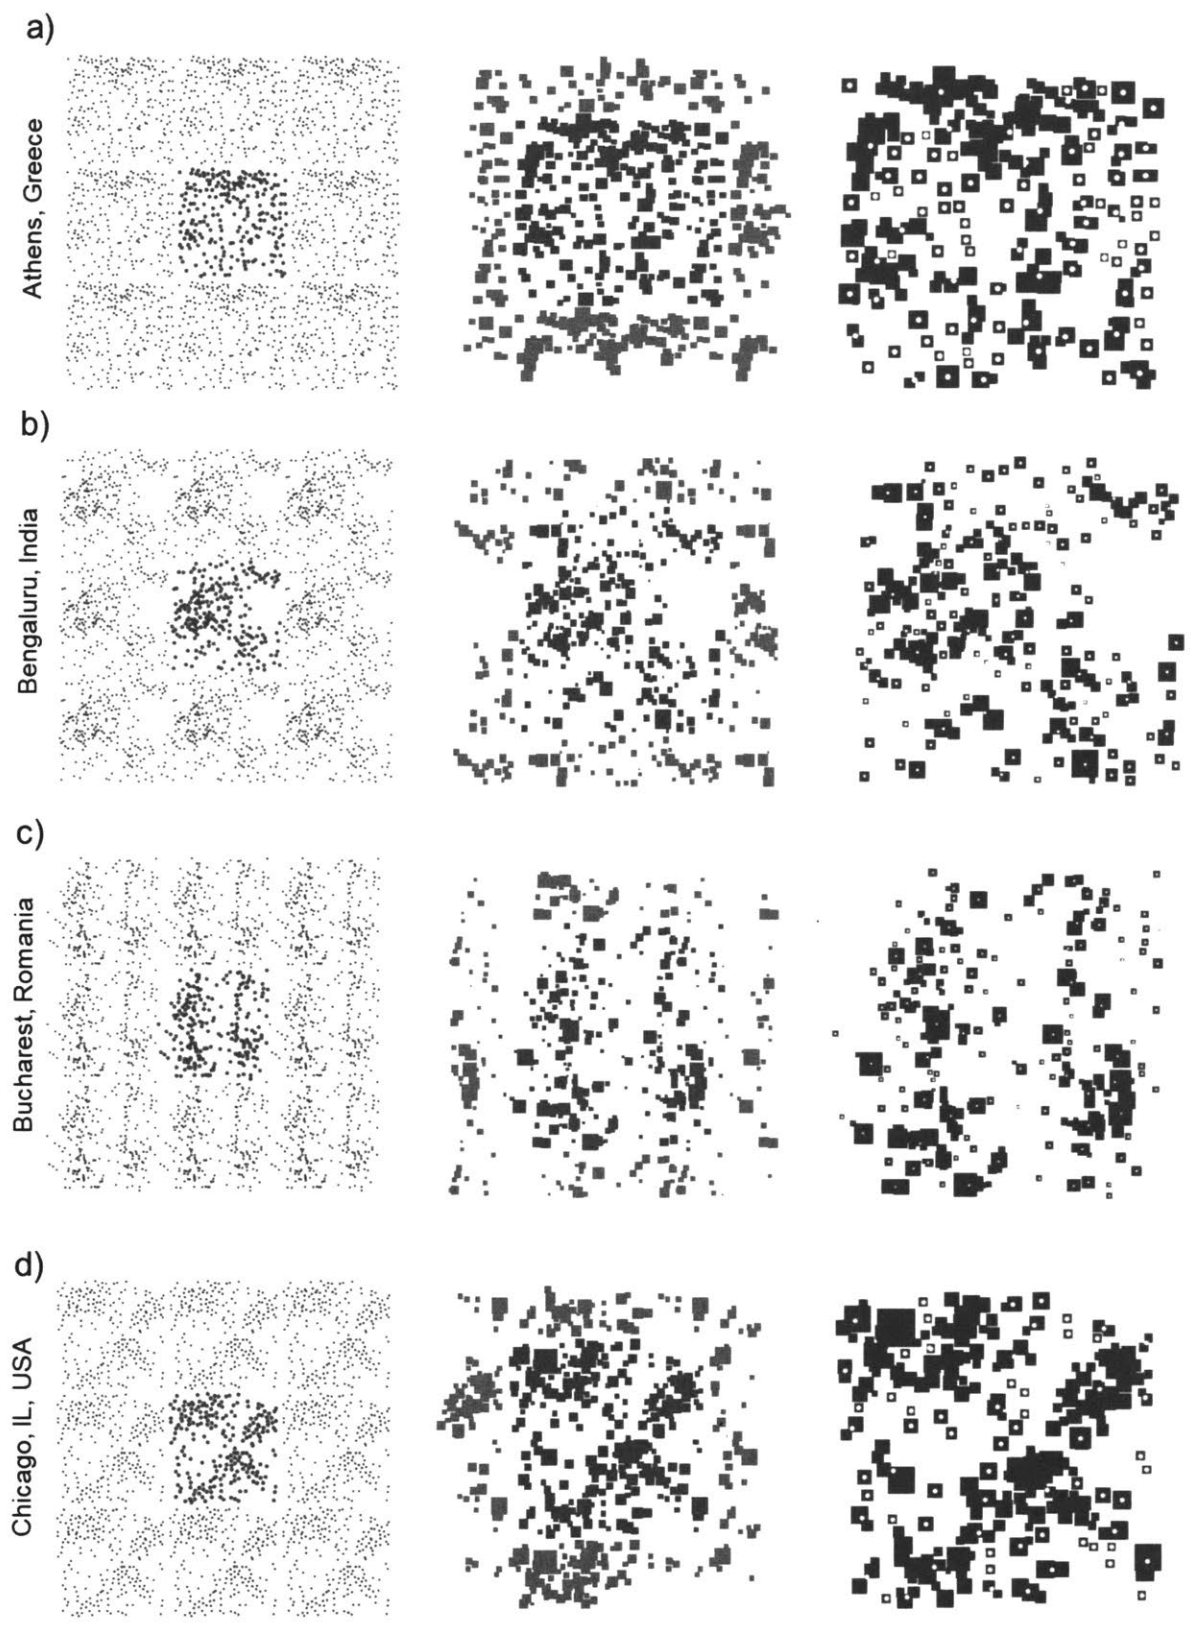 a)
Athens, Greece
b)
Bengaluru, India
c)
Bucharest, Romania
d)
Chicago, IL, USA